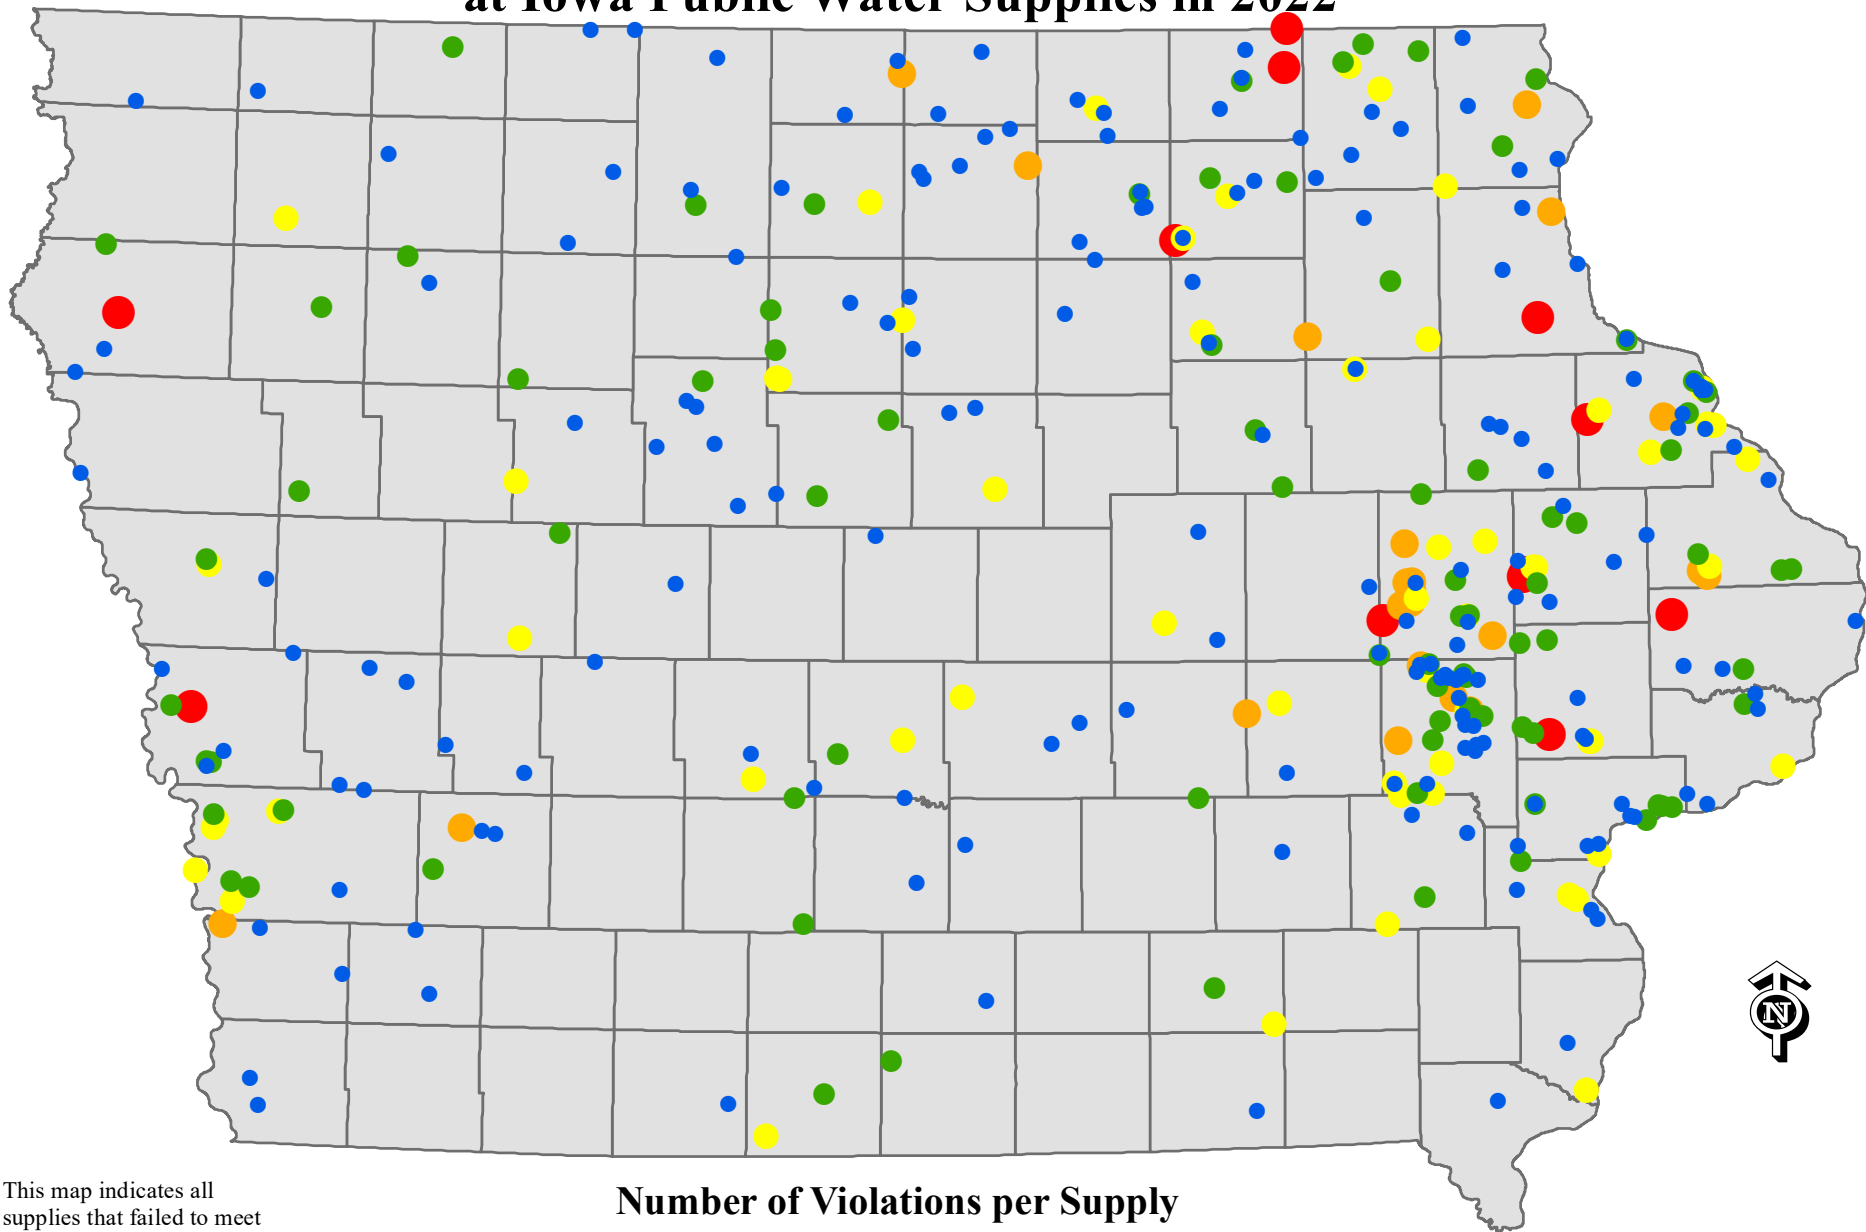 at Iowa Public Water Supplies in 2022
N
This map indicates all
supplies that failed to meet
Number of Violations per Supply